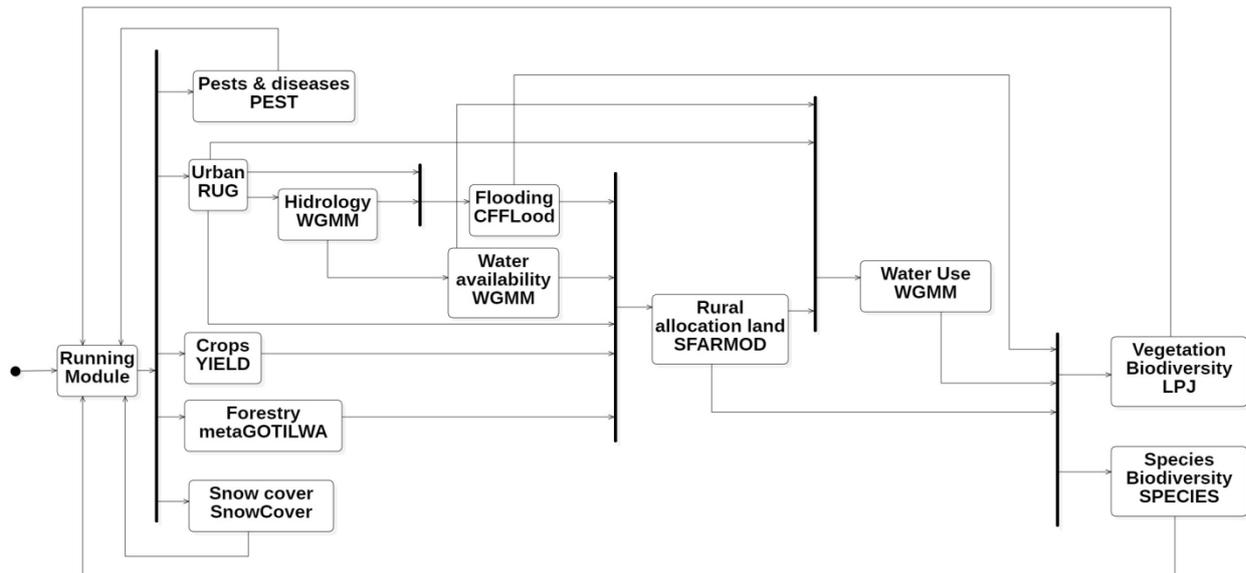 Pests & diseases
PEST
Urban
RUG
Hidrology
WGMM
Flooding
CFFLood
Water
availability
WGMM
Rural
allocation land
SFARMOD
Water Use
WGMM
Running
Module
Crops
YIELD
Forestry
metaGOTILWA
Snow cover
SnowCover
Vegetation
Biodiversity
LPJ
Species
Biodiversity
SPECIES